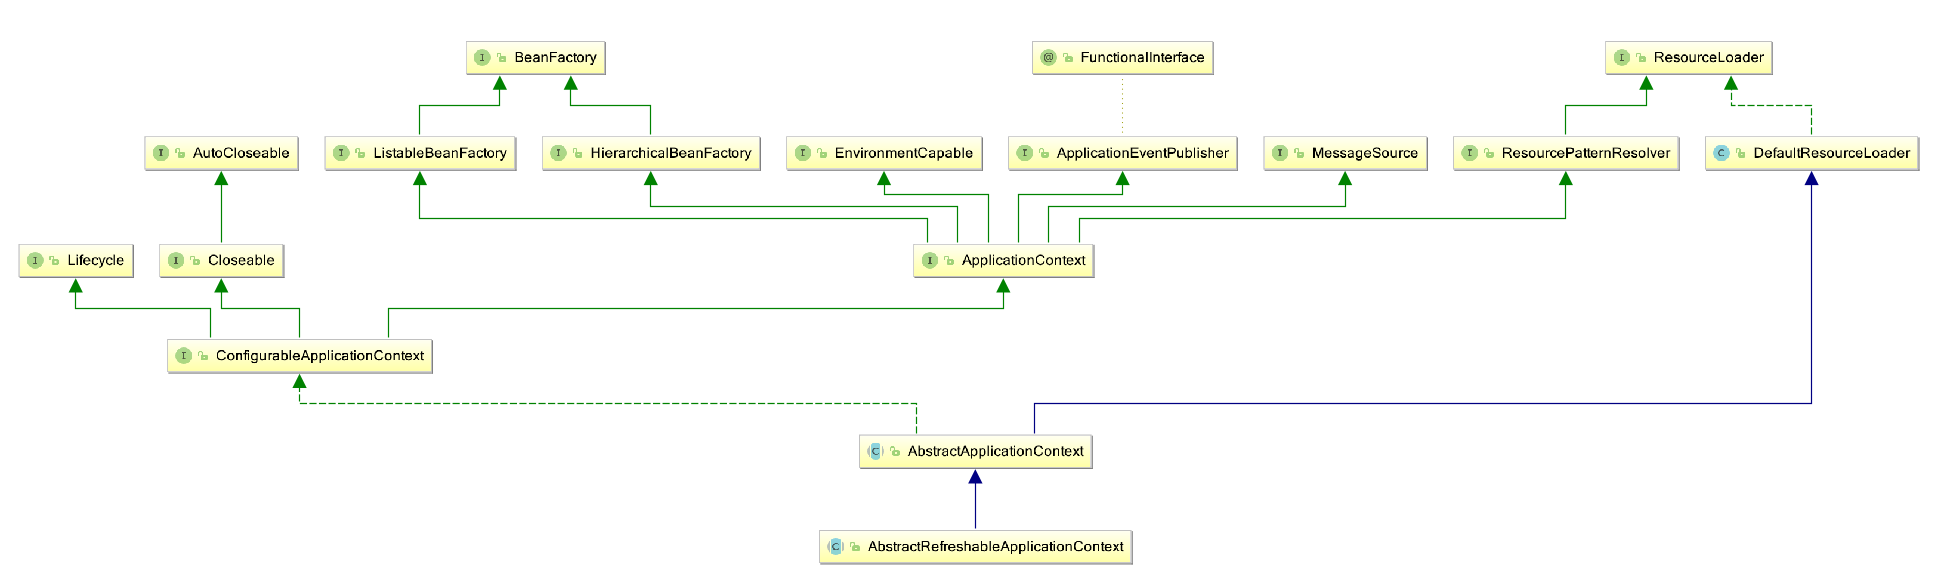 I BeanFactory
@ FunctionalInterface
I ResourceLoader
I AutoCloseable
I ListableBeanFactory
I HierarchicalBeanFactory
I EnvironmentCapable
I ApplicationEventPublisher
I MessageSource
I ResourcePatternResolver
C DefaultResourceLoader
I Lifecycle
I Closeable
I ApplicationContext
I ConfigurableApplicationContext
C AbstractApplicationContext
C AbstractRefreshableApplicationContext